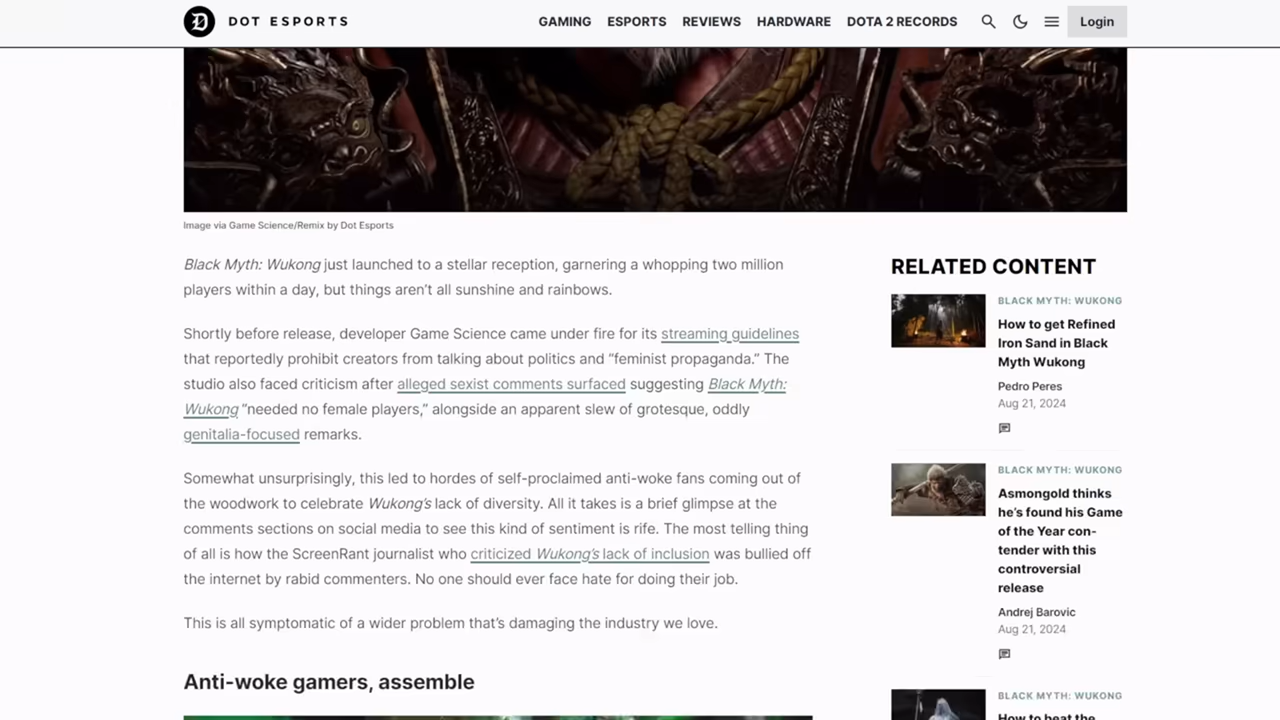 DOT ESPORTS
GAMING ESPORTS REVIEWS HARDWARE DOTA 2 RECORDS Login
Image via Game Science/Remix by Dot Esports
Black Myth: Wukong just launched to a stellar reception, garnering a whopping two million
players within a day, but things aren't all sunshine and rainbows.
Shortly before release, developer Game Science came under fire for its streaming guidelines
that reportedly prohibit creators from talking about politics and “feminist propaganda.” The
studio also faced criticism after alleged sexist comments surfaced suggesting Black Myth:
Wukong “needed no female players,” alongside an apparent slew of grotesque, oddly
genitalia-focused remarks.
Somewhat unsurprisingly, this led to hordes of self-proclaimed anti-woke fans coming out of
the woodwork to celebrate Wukong's lack of diversity. All it takes is a brief glimpse at the
comments sections on social media to see this kind of sentiment is rife. The most telling thing
of all is how the ScreenRant journalist who criticized Wukong's lack of inclusion was bullied off
the internet by rabid commenters. No one should ever face hate for doing their job.
This is all symptomatic of a wider problem that's damaging the industry we love.
Anti-woke gamers, assemble
RELATED CONTENT
BLACK MYTH: WUKONG
How to get Refined
Iron Sand in Black
Myth Wukong
Pedro Peres
Aug 21, 2024
BLACK MYTH: WUKONG
Asmongold thinks
he's found his Game
of the Year con-
tender with this
controversial
release
Andrej Barovic
Aug 21, 2024
BLACK MYTH: WUKONG
How to beat the